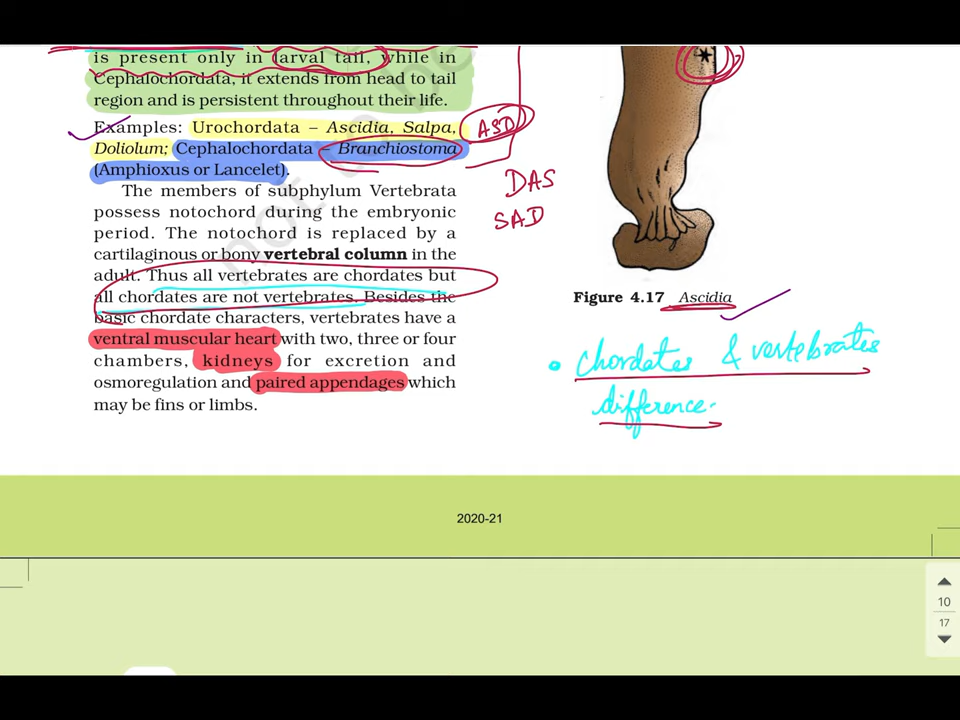 is present only in larval tail, while in
Cephalochordata, it extends from head to tail
region and is persistent throughout their life.
Examples: Urochordata – Ascidia, Salpa,
Doliolum; Cephalochordata – Branchiostoma
(Amphioxus or Lancelet).
The members of subphylum Vertebrata
possess notochord during the embryonic
period. The notochord is replaced by a
cartilaginous or bony vertebral column in the
adult. Thus all vertebrates are chordates but
all chordates are not vertebrates. Besides the
basic chordate characters, vertebrates have a
ventral muscular heart with two, three or four
chambers, kidneys for excretion and
osmoregulation and paired appendages which
may be fins or limbs.
ASD
DAS
SAD
Figure 4.17 Ascidia
• Chordates & vertebrates
difference.
2020-21
10
17